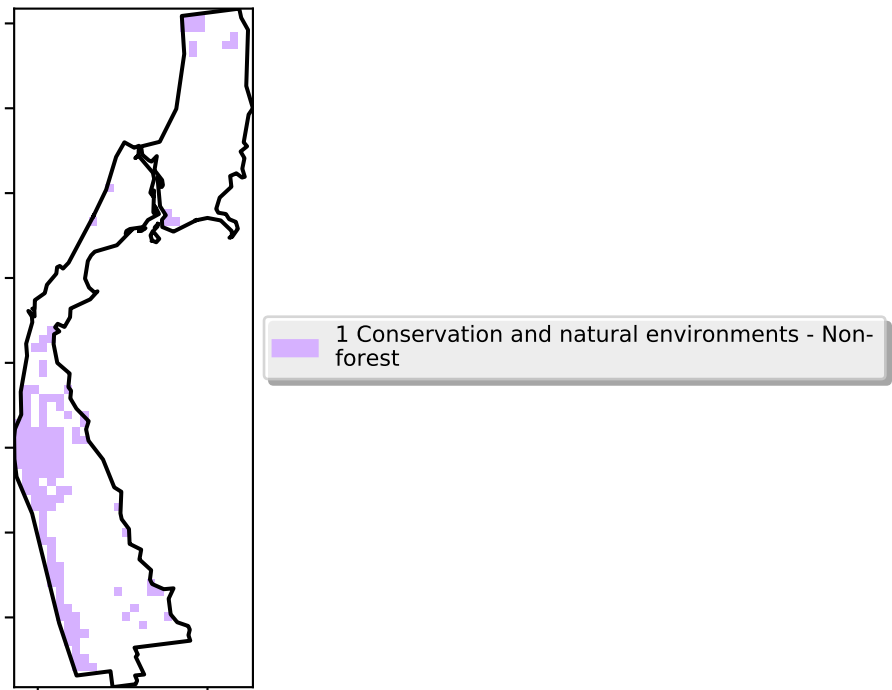 1 Conservation and natural environments - Non-
forest